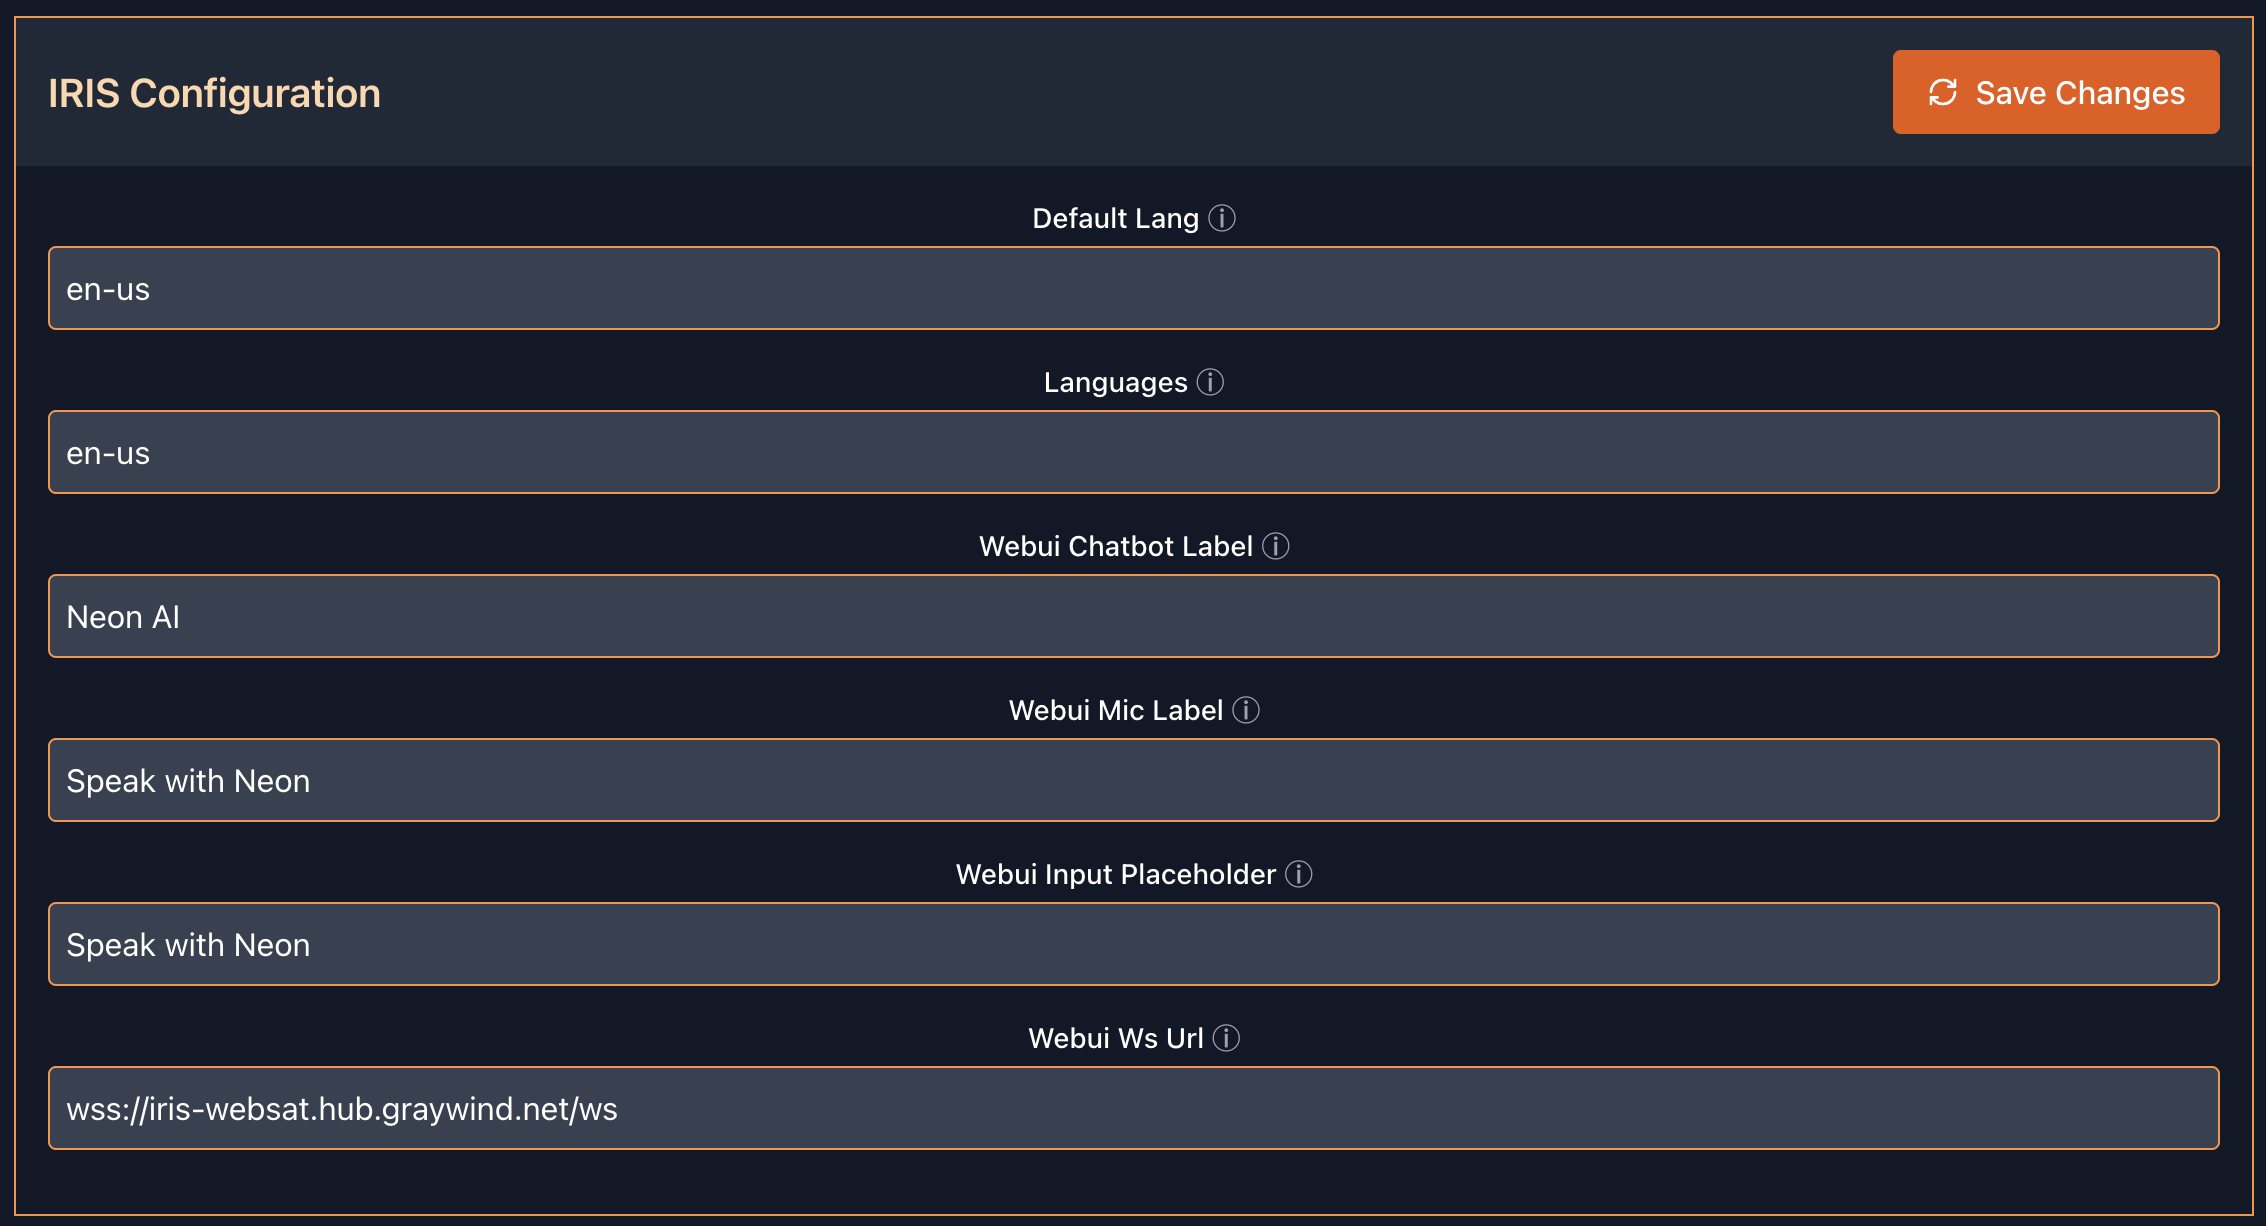 IRIS Configuration
Save Changes
Default Lang
en-us
Languages
en-us
Webui Chatbot Label
Neon AI
Webui Mic Label
Speak with Neon
Webui Input Placeholder
Speak with Neon
Webui Ws Url
wss://iris-websat.hub.graywind.net/ws